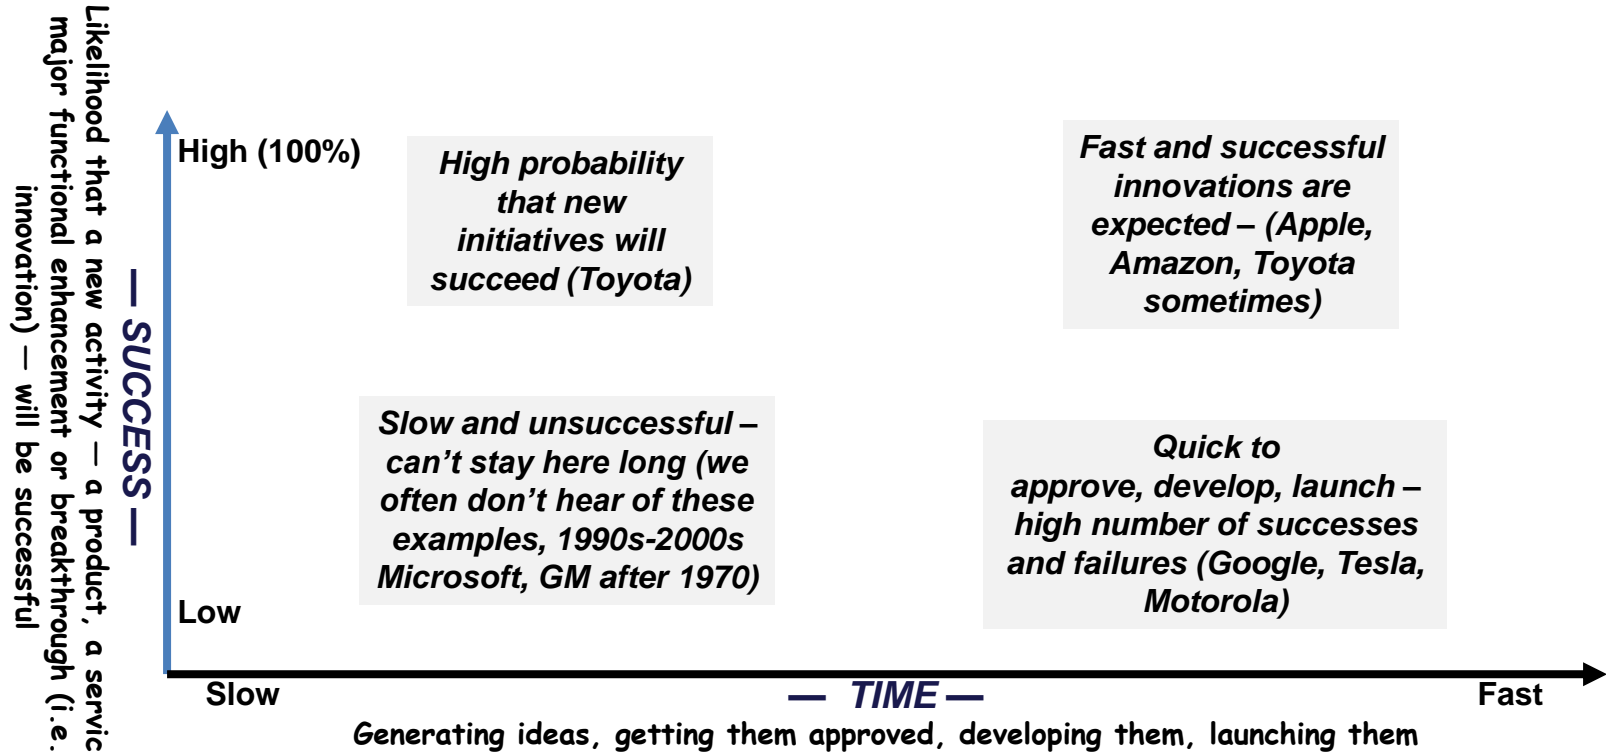 Likelihood that a new activity – a product, a servic
major functional enhancement or breakthrough (i.e.
innovation) – will be successful
— SUCCESS —
High (100%)
High probability
that new
initiatives will
succeed (Toyota)
Fast and successful
innovations are
expected – (Apple,
Amazon, Toyota
sometimes)
Slow and unsuccessful –
can't stay here long (we
often don't hear of these
examples, 1990s-2000s
Microsoft, GM after 1970)
Quick to
approve, develop, launch –
high number of successes
and failures (Google, Tesla,
Motorola)
Low
Slow
— TIME —
Fast
Generating ideas, getting them approved, developing them, launching them